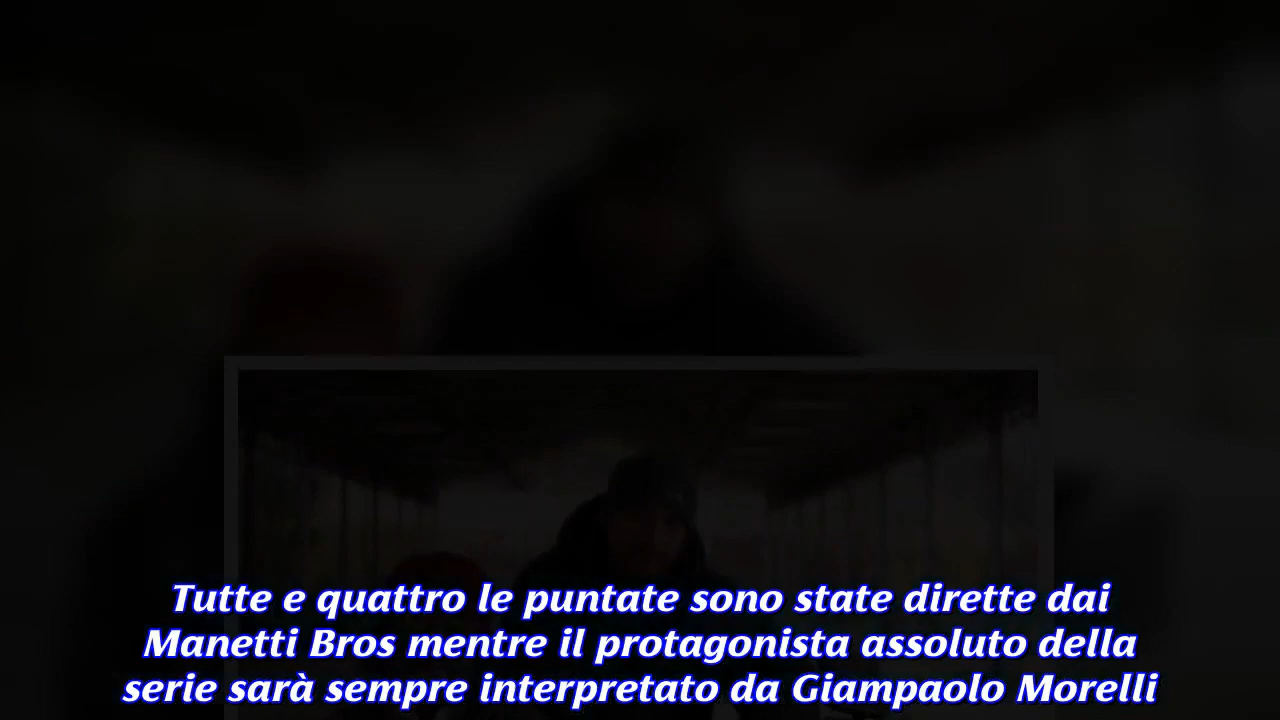 Tutte e quattro le puntate sono state dirette dai
Manetti Bros mentre il protagonista assoluto della
serie sarà sempre interpretato da Giampaolo Morelli